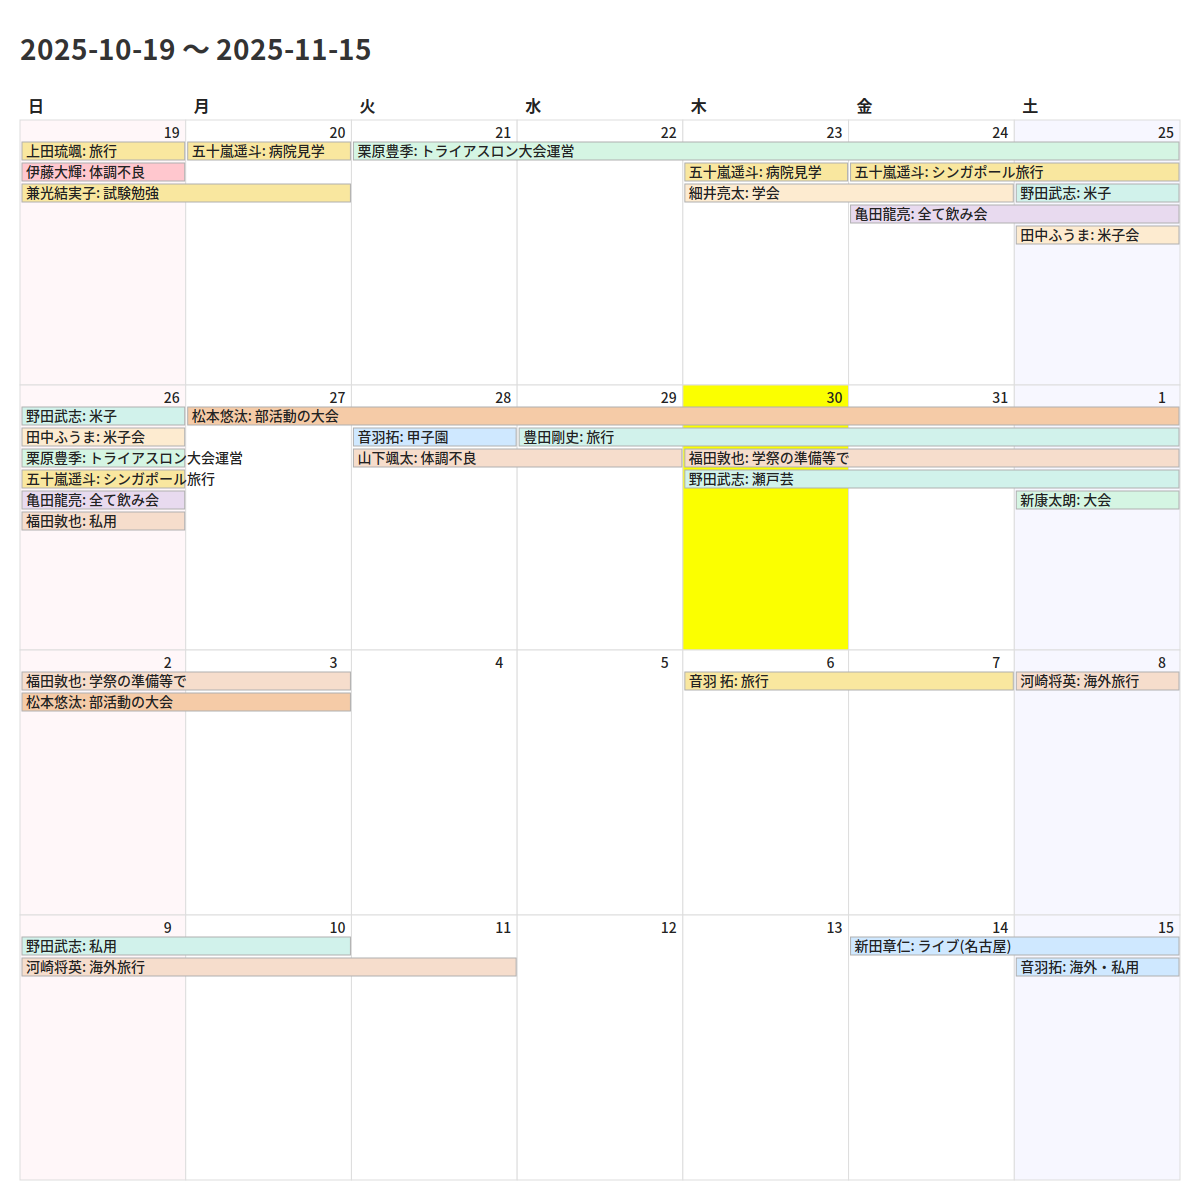 2025-10-19 〜 2025-11-15
日 月 火 水 木 金 土
19 20 21 22 23 24 25
上田琉颯: 旅行 五十嵐遥斗: 病院見学 栗原豊季: トライアスロン大会運営
伊藤大輝: 体調不良 五十嵐遥斗: 病院見学 五十嵐遥斗: シンガポール旅行
兼光結実子: 試験勉強 細井亮太: 学会 野田武志: 米子
亀田龍亮: 全て飲み会
田中ふうま: 米子会
26 27 28 29 30 31 1
野田武志: 米子 松本悠汰: 部活動の大会
田中ふうま: 米子会 音羽拓: 甲子園 豊田剛史: 旅行
栗原豊季: トライアスロン大会運営 山下颯太: 体調不良 福田敦也: 学祭の準備等で
五十嵐遥斗: シンガポール旅行 野田武志: 瀬戸芸
亀田龍亮: 全て飲み会 新康太朗: 大会
福田敦也: 私用
2 3 4 5 6 7 8
福田敦也: 学祭の準備等で 音羽 拓: 旅行 河崎将英: 海外旅行
松本悠汰: 部活動の大会
9 10 11 12 13 14 15
野田武志: 私用 新田章仁: ライブ(名古屋)
河崎将英: 海外旅行 音羽拓: 海外・私用